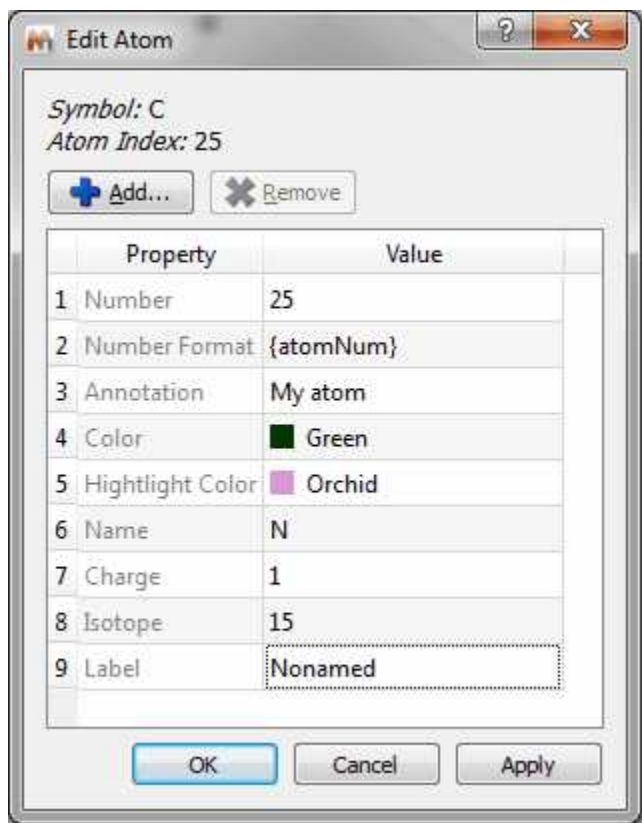 Edit Atom
?
Symbol: C
Atom Index: 25
Add...
Remove
Property Value
1 Number 25
2 Number Format {atomNum}
3 Annotation My atom
4 Color Green
5 Hightlight Color Orchid
6 Name N
7 Charge 1
8 Isotope 15
9 Label Nonamed
OK Cancel Apply